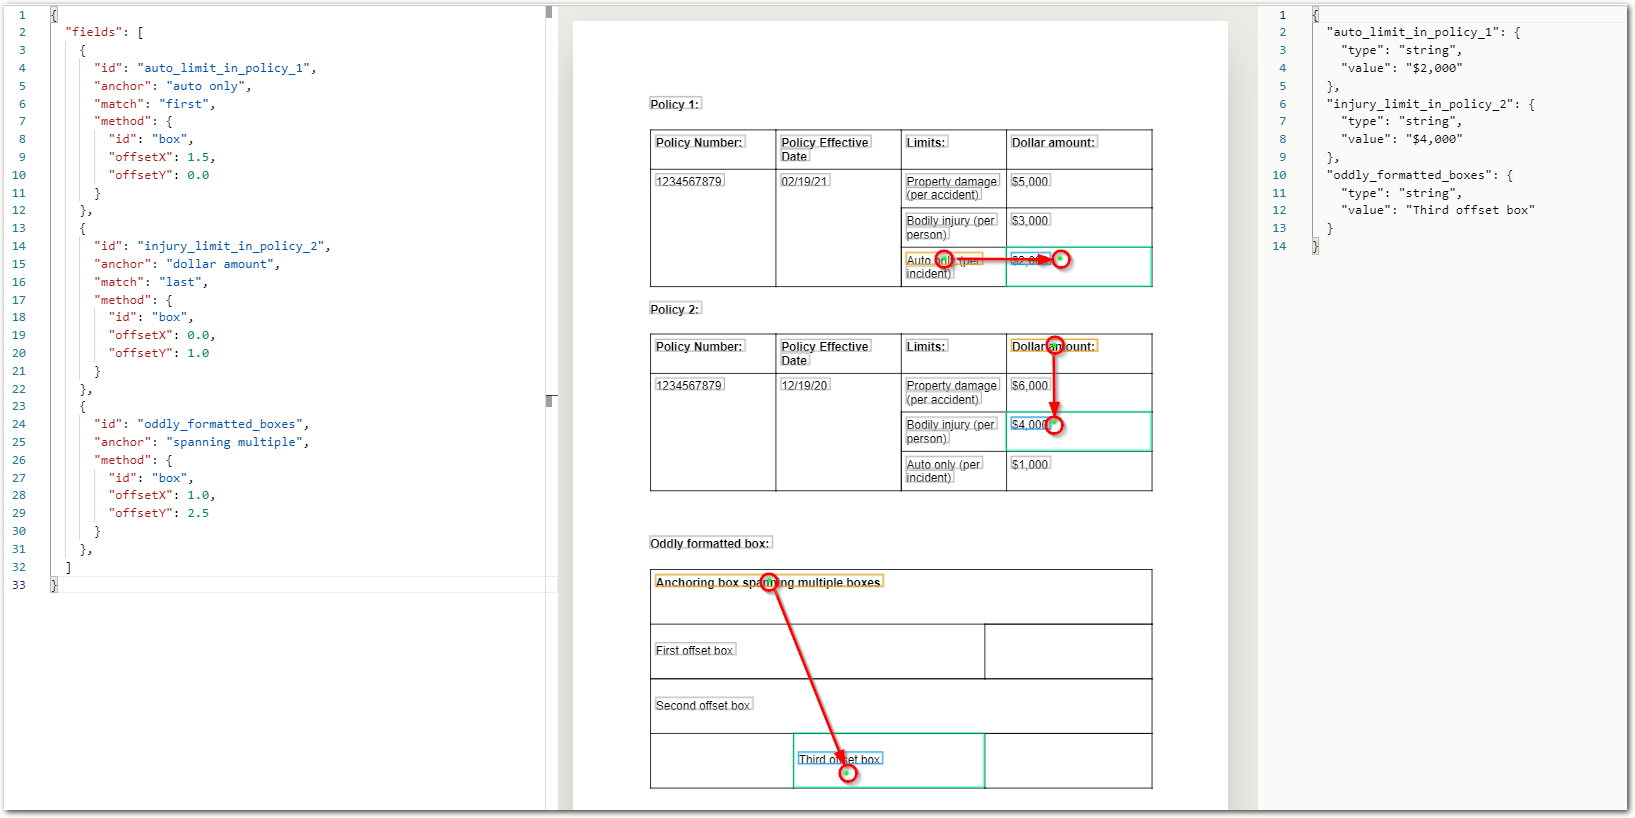 1 {
2 "fields": [
3 {
4 "id": "auto_limit_in_policy_1",
5 "anchor": "auto only",
6 "match": "first",
7 "method": {
8 "id": "box",
9 "offsetX": 1.5,
10 "offsetY": 0.0
11 }
12 },
13 {
14 "id": "injury_limit_in_policy_2",
15 "anchor": "dollar amount",
16 "match": "last",
17 "method": {
18 "id": "box",
19 "offsetX": 0.0,
20 "offsetY": 1.0
21 }
22 },
23 {
24 "id": "oddly_formatted_boxes",
25 "anchor": "spanning multiple",
26 "method": {
27 "id": "box",
28 "offsetX": 1.0,
29 "offsetY": 2.5
30 }
31 },
32 ]
33 }
Policy 1:
Policy Number: Policy Effective Limits: Dollar amount:
Date
1234567879 02/19/21 Property damage $5,000
(per accident)
Bodily injury (per $3,000
person)
Auto only (per $2,000
incident)
Policy 2:
Policy Number: Policy Effective Limits: Dollar amount:
Date
1234567879 12/19/20 Property damage $6,000
(per accident)
Bodily injury (per $4,000
person)
Auto only (per $1,000
incident)
Oddly formatted box:
Anchoring box spanning multiple boxes
First offset box
Second offset box
Third offset box
1 {
2 "auto_limit_in_policy_1": {
3 "type": "string",
4 "value": "$2,000"
5 },
6 "injury_limit_in_policy_2": {
7 "type": "string",
8 "value": "$4,000"
9 },
10 "oddly_formatted_boxes": {
11 "type": "string",
12 "value": "Third offset box"
13 }
14 }